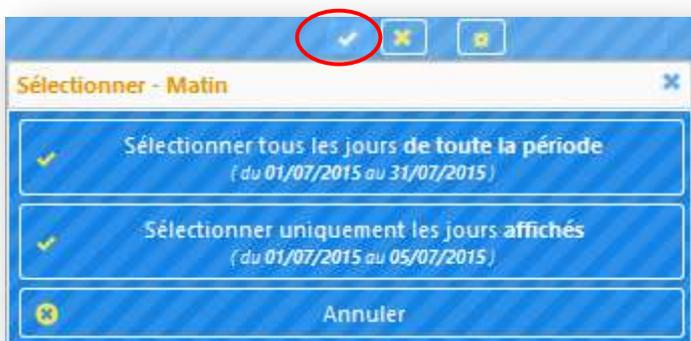 Sélectionner - Matin
Sélectionner tous les jours de toute la période
( du 01/07/2015 au 31/07/2015 )
Sélectionner uniquement les jours affichés
( du 01/07/2015 au 05/07/2015 )
Annuler